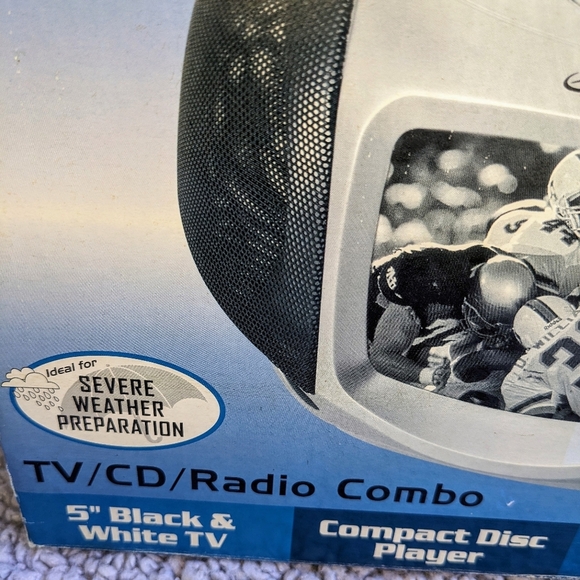 Ideal for
SEVERE
WEATHER
PREPARATION
TV/CD/Radio Combo
5" Black &
White TV
Compact Disc
Player